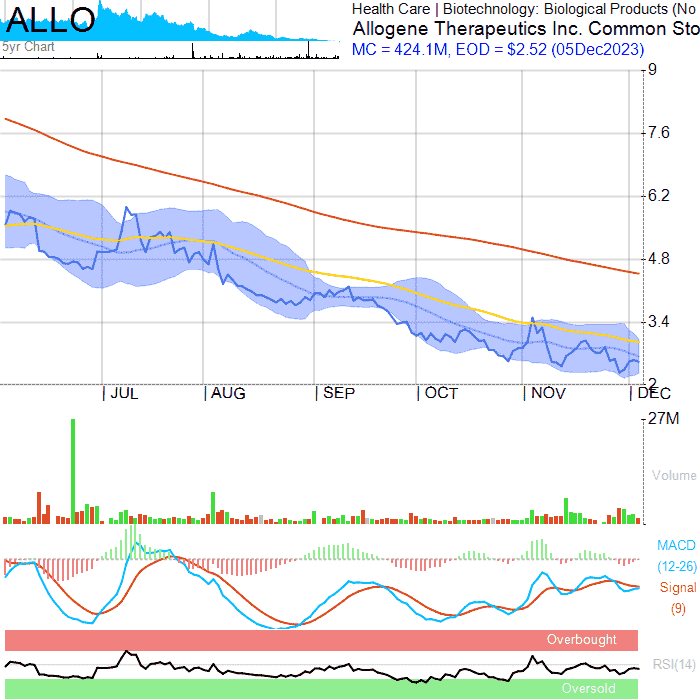 ALLO
5yr Chart
Health Care | Biotechnology: Biological Products (No
Allogene Therapeutics Inc. Common Sto
MC = 424.1M, EOD = $2.52 (05Dec2023)
9
7.6
6.2
4.8
3.4
2
| JUL | AUG | SEP | OCT | NOV | DEC
27M
Volume
MACD
(12-26)
Signal
(9)
Overbought
RSI(14)
Oversold